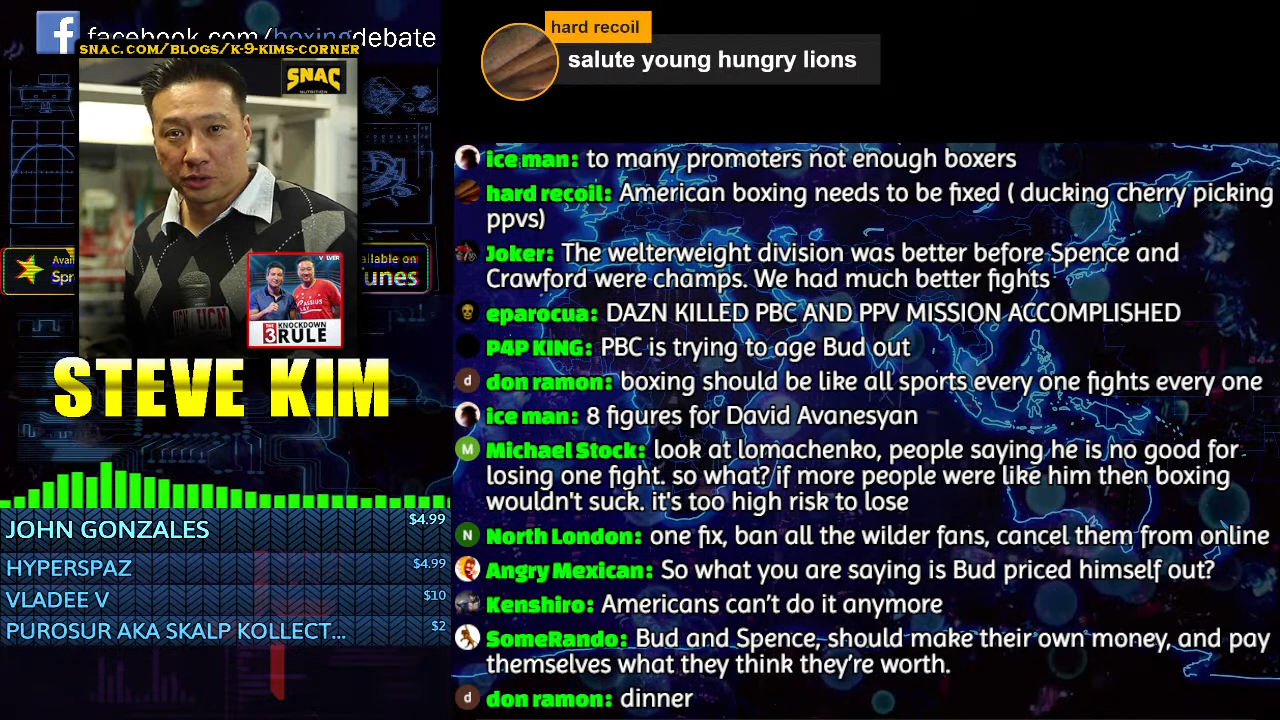 facebook.com/boxingdebate
SNAC.COM/BLOGS/K-9-KIMS-CORNER
SNAC
NUTRITION
UCN
KNOCKDOWN
3 RULE
STEVE KIM
JOHN GONZALES $4.99
HYPERSPAZ $4.99
VLADEE V $10
PUROSUR AKA SKALP KOLLECT... $2
hard recoil
salute young hungry lions
ice man: to many promoters not enough boxers
hard recoil: American boxing needs to be fixed ( ducking cherry picking
ppvs)
Joker: The welterweight division was better before Spence and
Crawford were champs. We had much better fights
eparocua: DAZN KILLED PBC AND PPV MISSION ACCOMPLISHED
P4P KING: PBC is trying to age Bud out
d don ramon: boxing should be like all sports every one fights every one
ice man: 8 figures for David Avanesyan
M Michael Stock: look at lomachenko, people saying he is no good for
losing one fight. so what? if more people were like him then boxing
wouldn't suck. it's too high risk to lose
N North London: one fix, ban all the wilder fans, cancel them from online
Angry Mexican: So what you are saying is Bud priced himself out?
Kenshiro: Americans can't do it anymore
SomeRando: Bud and Spence, should make their own money, and pay
themselves what they think they're worth.
d don ramon: dinner